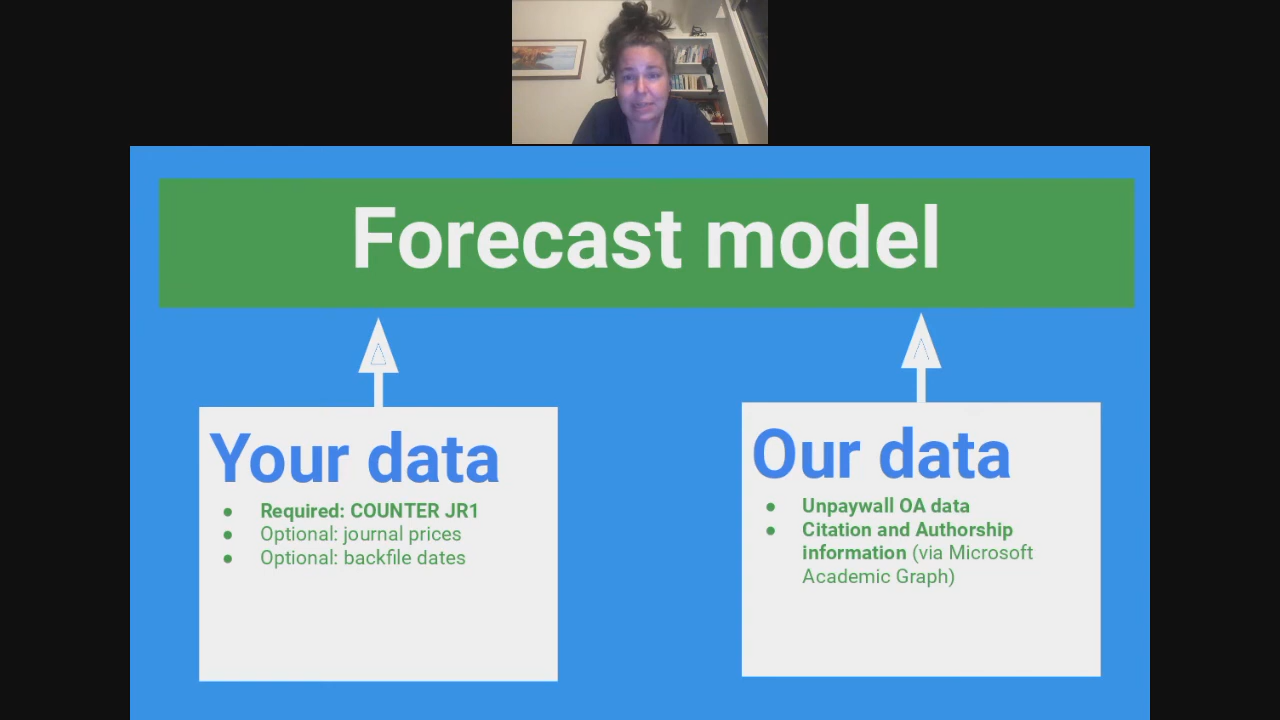 Forecast model
Your data
● Required: COUNTER JR1
● Optional: journal prices
● Optional: backfile dates
Our data
● Unpaywall OA data
● Citation and Authorship
information (via Microsoft
Academic Graph)